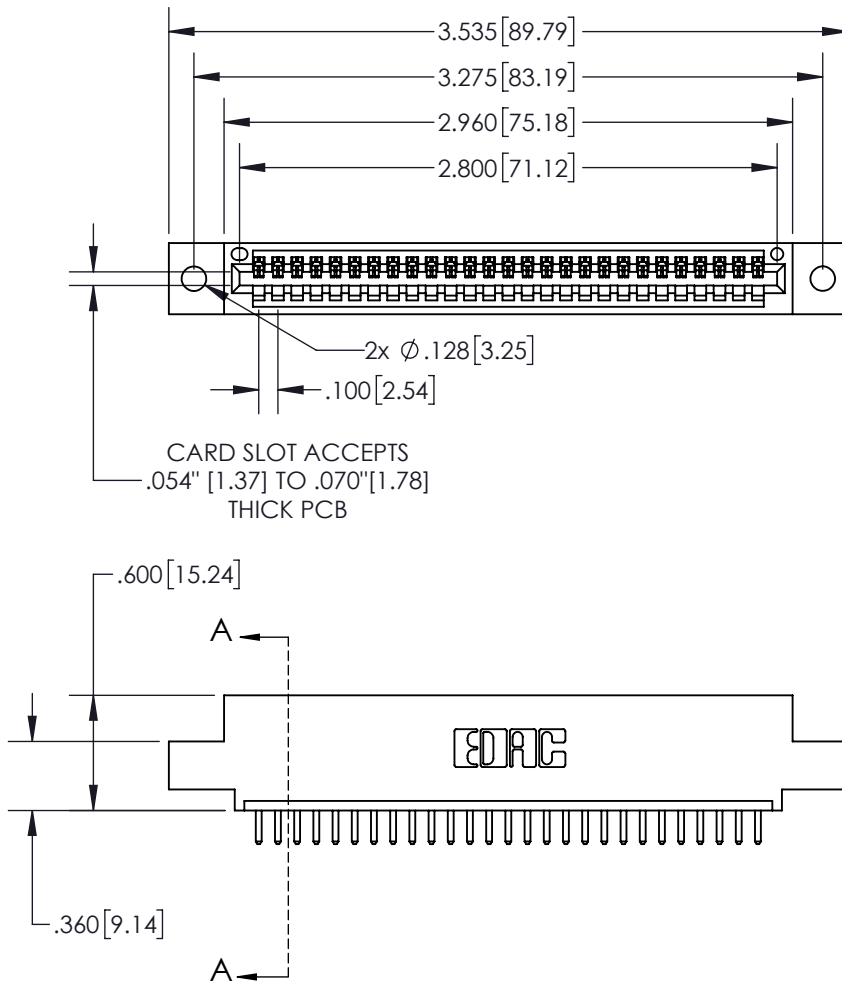 3.535[89.79]
3.275[83.19]
2.960[75.18]
2.800[71.12]
2x ∅.128[3.25]
.100[2.54]
CARD SLOT ACCEPTS
.054" [1.37] TO .070"[1.78]
THICK PCB
.600[15.24]
A
EDAC
.360[9.14]
A